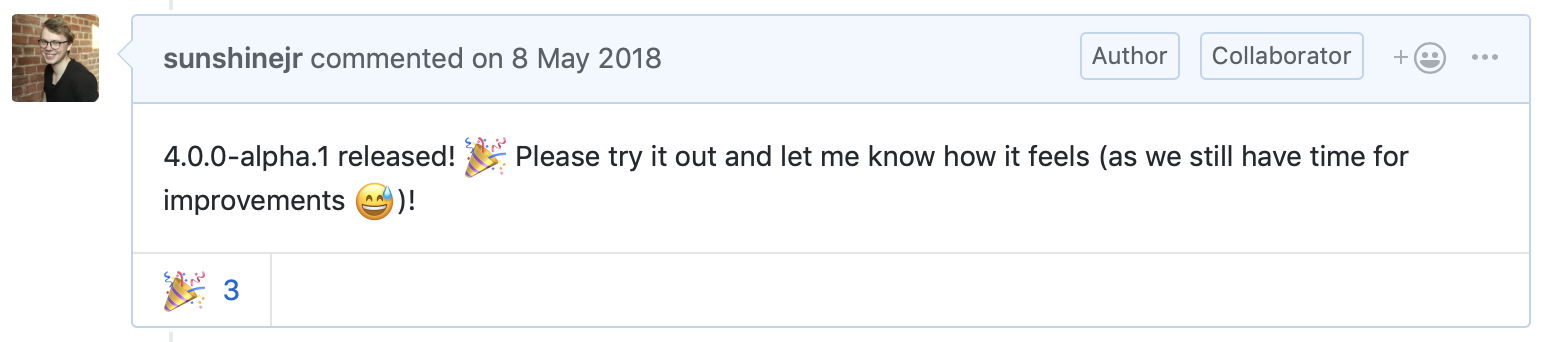 sunshinejr commented on 8 May 2018 Author Collaborator
4.0.0-alpha.1 released! 🎉 Please try it out and let me know how it feels (as we still have time for
improvements 😅)!
🎉 3